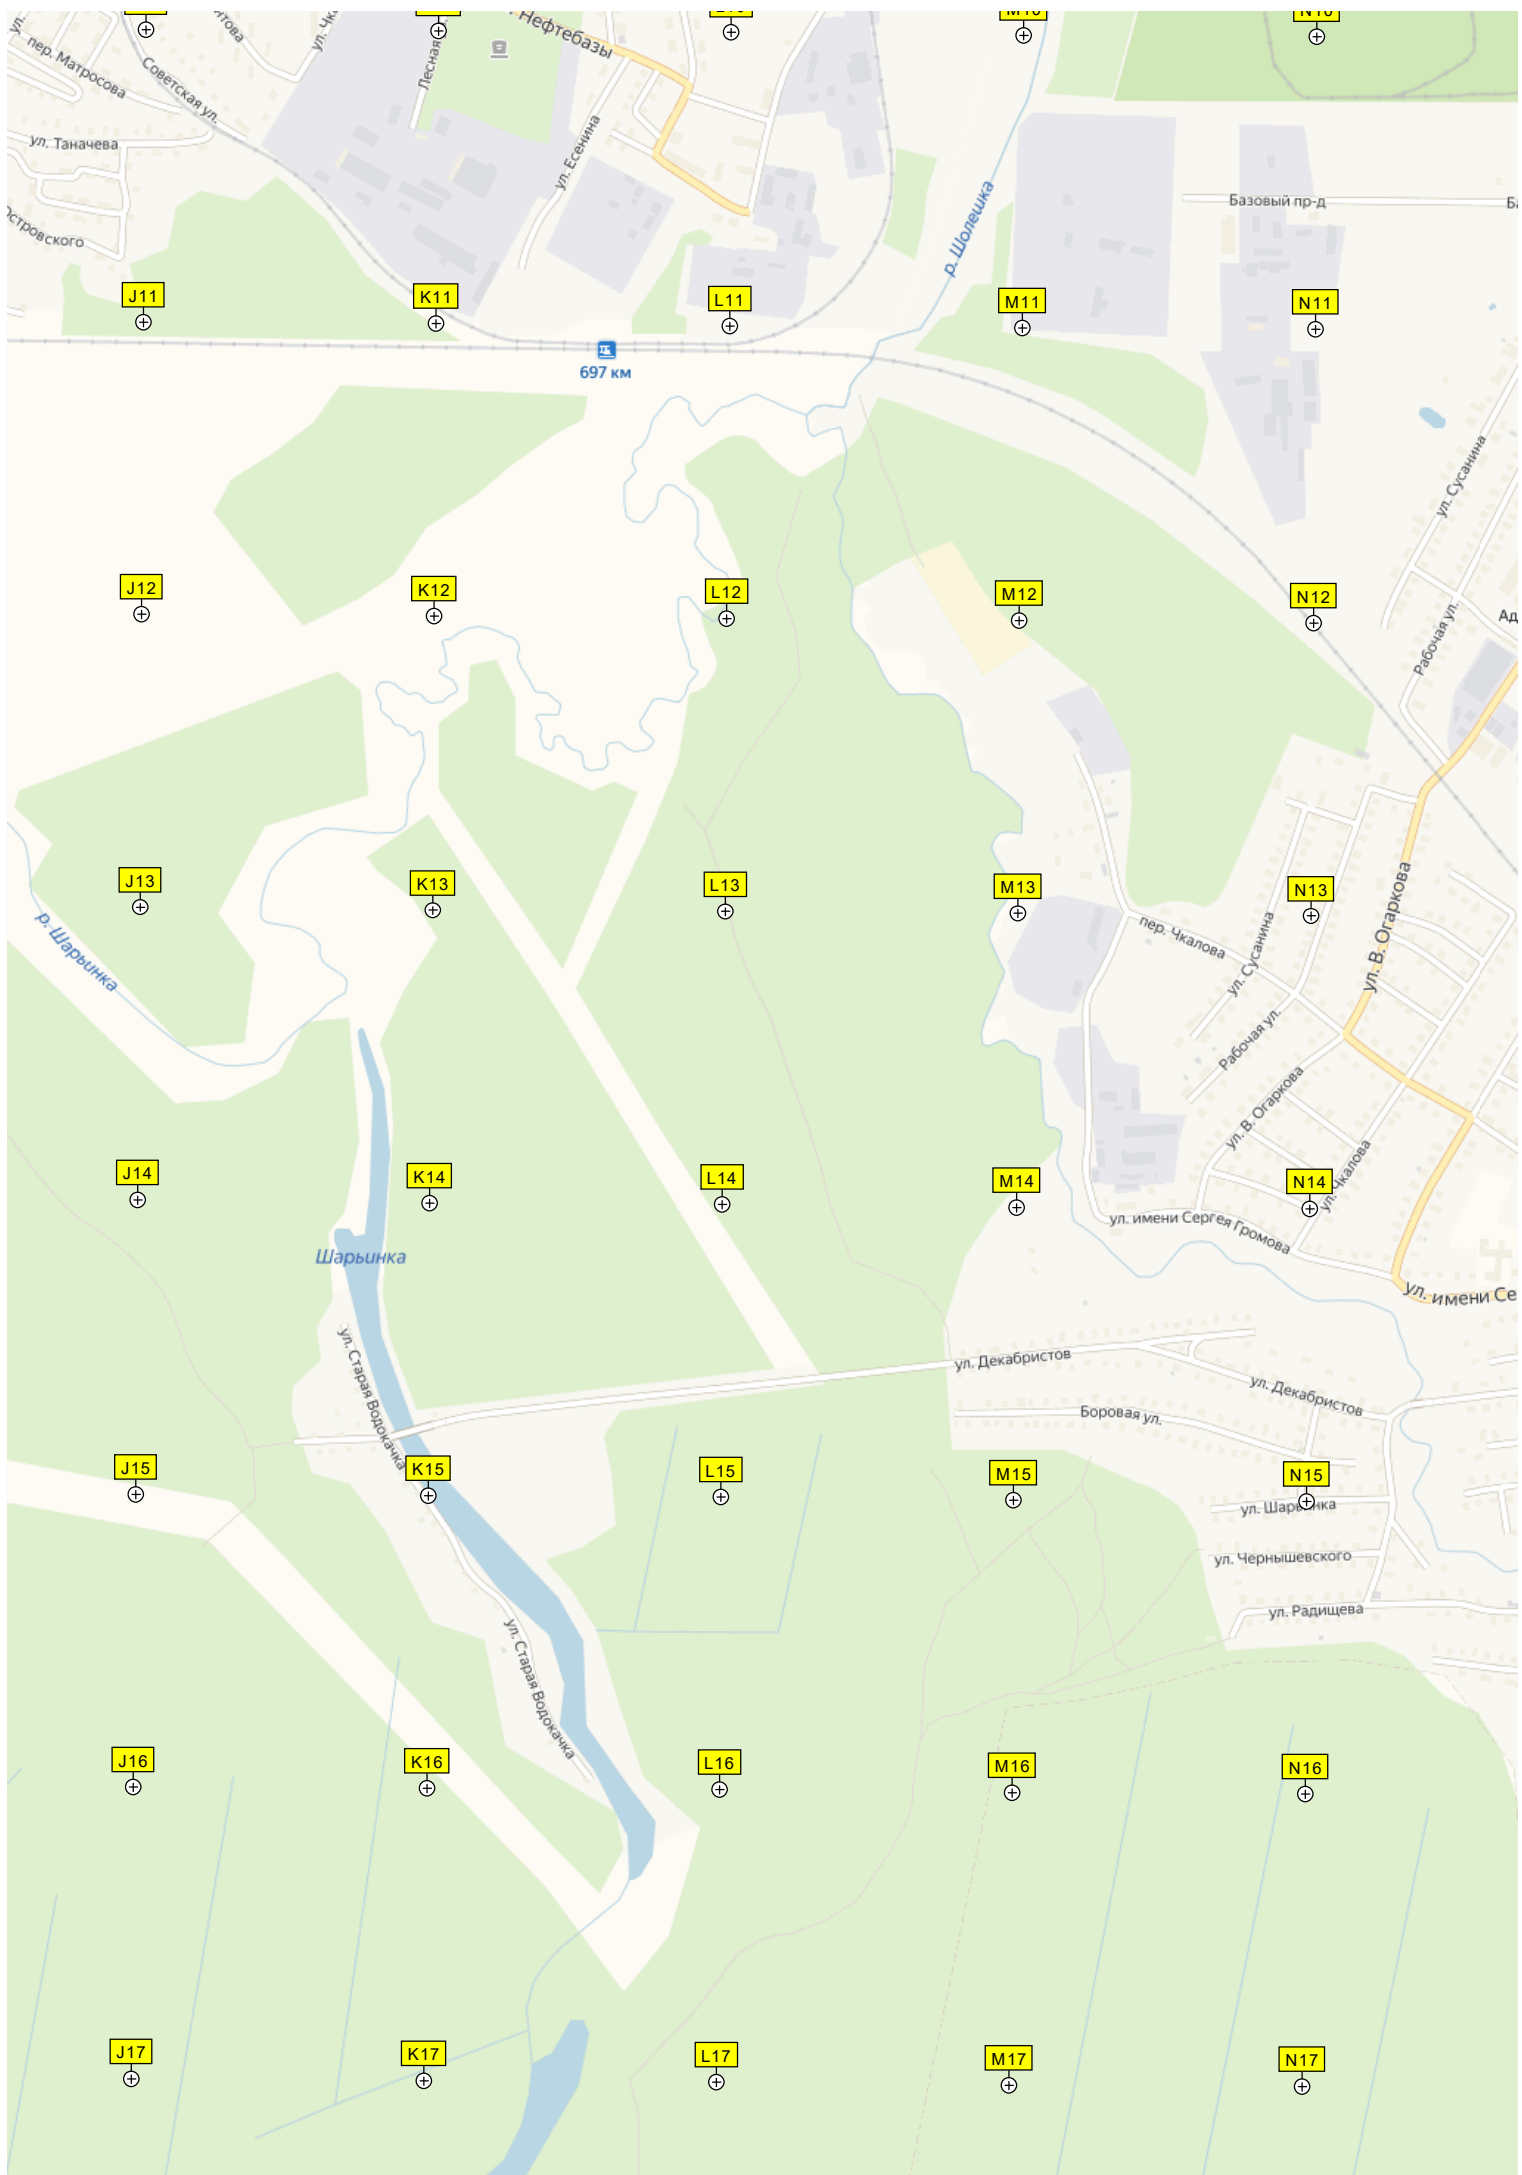 Нефтебазы
Лесная
пер. Матросова
Советская ул.
ул. Таначева
ул. Есенина
р. Шолешка
Базовый пр-д
J11
K11
L11
M11
N11
697 км
ул. Сусанина
J12
K12
L12
M12
N12
Рабочая ул.
J13
K13
L13
M13
N13
р. Шарьинка
пер. Чкалова
ул. Сусанина
ул. В. Огаркова
Рабочая ул.
ул. В. Огаркова
J14
K14
L14
M14
N14
ул. Чкалова
ул. имени Сергея Громова
Шарьинка
ул. имени Се
ул. Старая Водокачка
ул. Декабристов
ул. Декабристов
Боровая ул.
J15
K15
L15
M15
N15
ул. Шарьинка
ул. Чернышевского
ул. Радищева
ул. Старая Водокачка
J16
K16
L16
M16
N16
J17
K17
L17
M17
N17